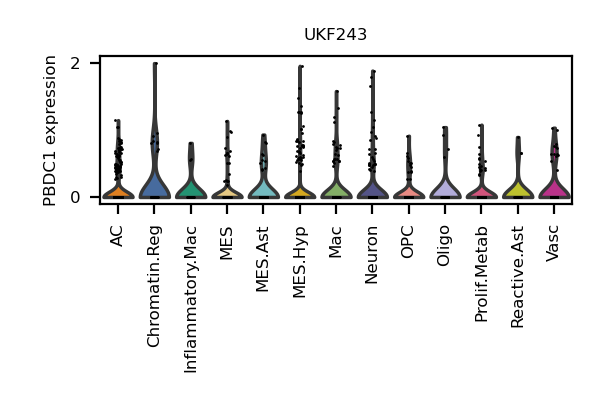 UKF243
PBDC1 expression
2
0
AC
Chromatin.Reg
Inflammatory.Mac
MES
MES.Ast
MES.Hyp
Mac
Neuron
OPC
Oligo
Prolif.Metab
Reactive.Ast
Vasc